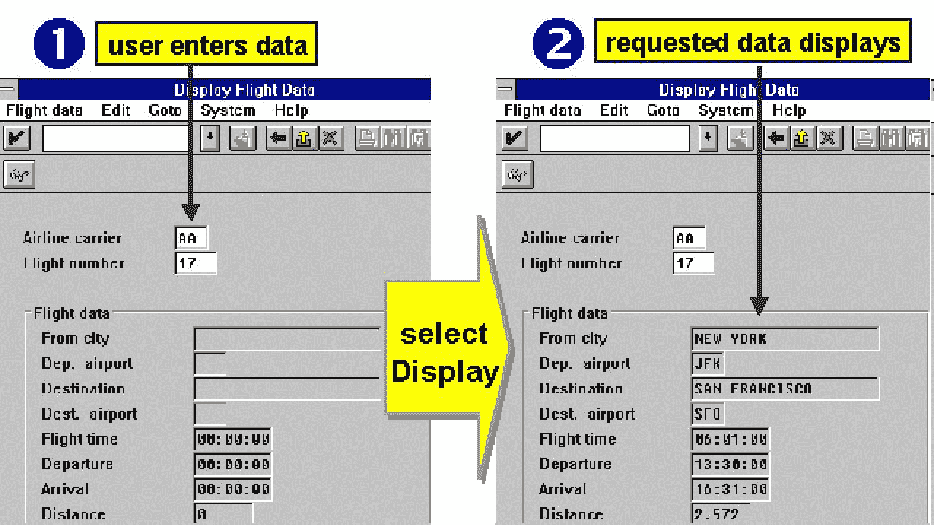 1 user enters data
Display Flight Data
Flight data Edit Goto System Help
Airline carrier AA
Flight number 17
Flight data
From city
Dep. airport
Destination
Dest. airport
Flight time 00:00:00
Departure 00:00:00
Arrival 00:00:00
Distance 0
select
Display
2 requested data displays
Display Flight Data
Flight data Edit Goto System Help
Airline carrier AA
Flight number 17
Flight data
From city NEW YORK
Dep. airport JFK
Destination SAN FRANCISCO
Dest. airport SFO
Flight time 06:01:00
Departure 13:30:00
Arrival 16:31:00
Distance 2.572